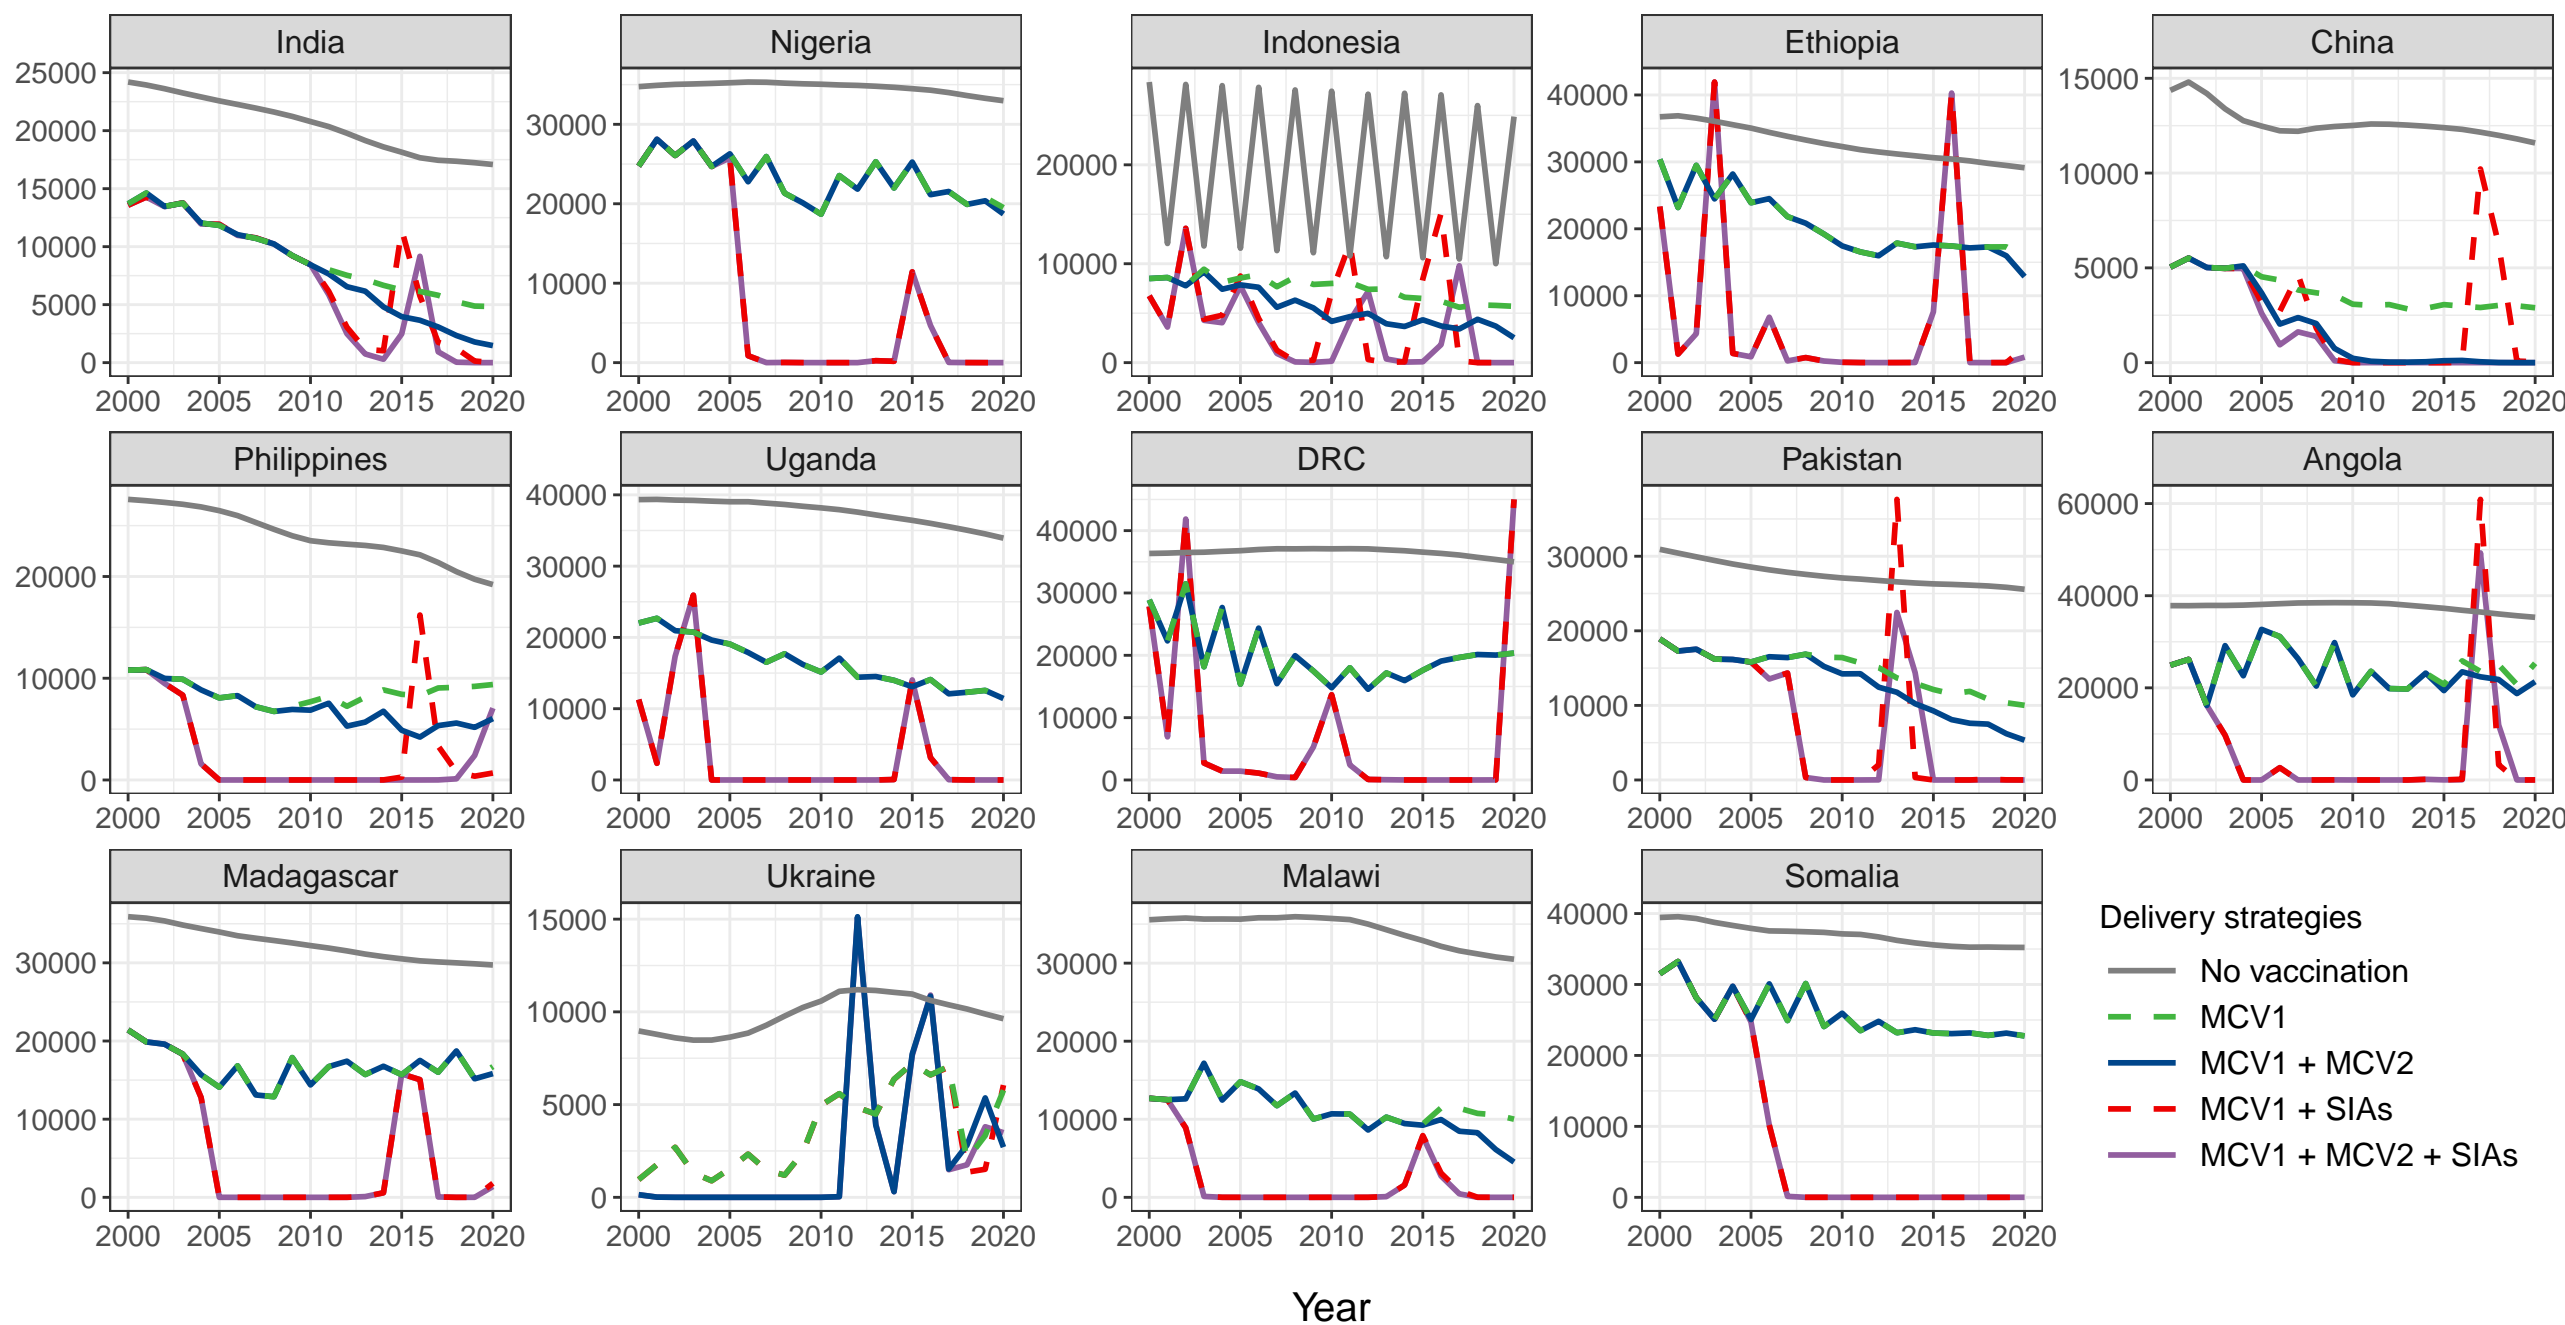 India
Nigeria
Indonesia
Ethiopia
China
25000
20000
15000
10000
5000
0
30000
20000
10000
0
20000
10000
0
40000
30000
20000
10000
0
15000
10000
5000
0
2000 2005 2010 2015 2020
2000 2005 2010 2015 2020
2000 2005 2010 2015 2020
2000 2005 2010 2015 2020
2000 2005 2010 2015 2020
Philippines
Uganda
DRC
Pakistan
Angola
20000
10000
0
40000
30000
20000
10000
0
40000
30000
20000
10000
0
30000
20000
10000
0
60000
40000
20000
0
2000 2005 2010 2015 2020
2000 2005 2010 2015 2020
2000 2005 2010 2015 2020
2000 2005 2010 2015 2020
2000 2005 2010 2015 2020
Madagascar
Ukraine
Malawi
Somalia
30000
20000
10000
0
15000
10000
5000
0
30000
20000
10000
0
40000
30000
20000
10000
0
2000 2005 2010 2015 2020
2000 2005 2010 2015 2020
2000 2005 2010 2015 2020
2000 2005 2010 2015 2020
Delivery strategies
No vaccination
MCV1
MCV1 + MCV2
MCV1 + SIAs
MCV1 + MCV2 + SIAs
Year